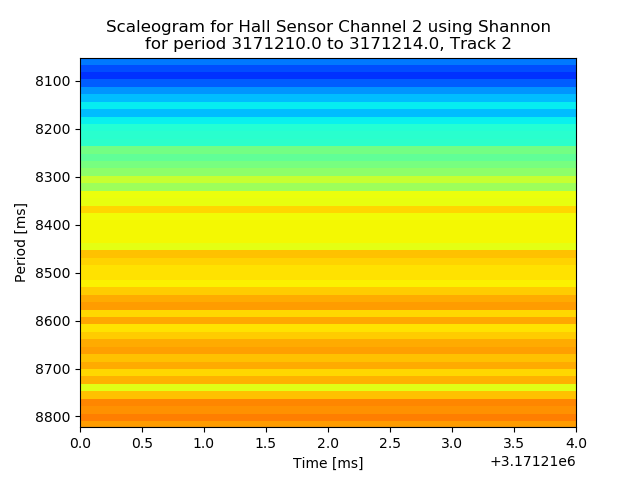 Scaleogram for Hall Sensor Channel 2 using Shannon
for period 3171210.0 to 3171214.0, Track 2
Period [ms]
8100
8200
8300
8400
8500
8600
8700
8800
0.0 0.5 1.0 1.5 2.0 2.5 3.0 3.5 4.0
Time [ms]
+3.17121e6